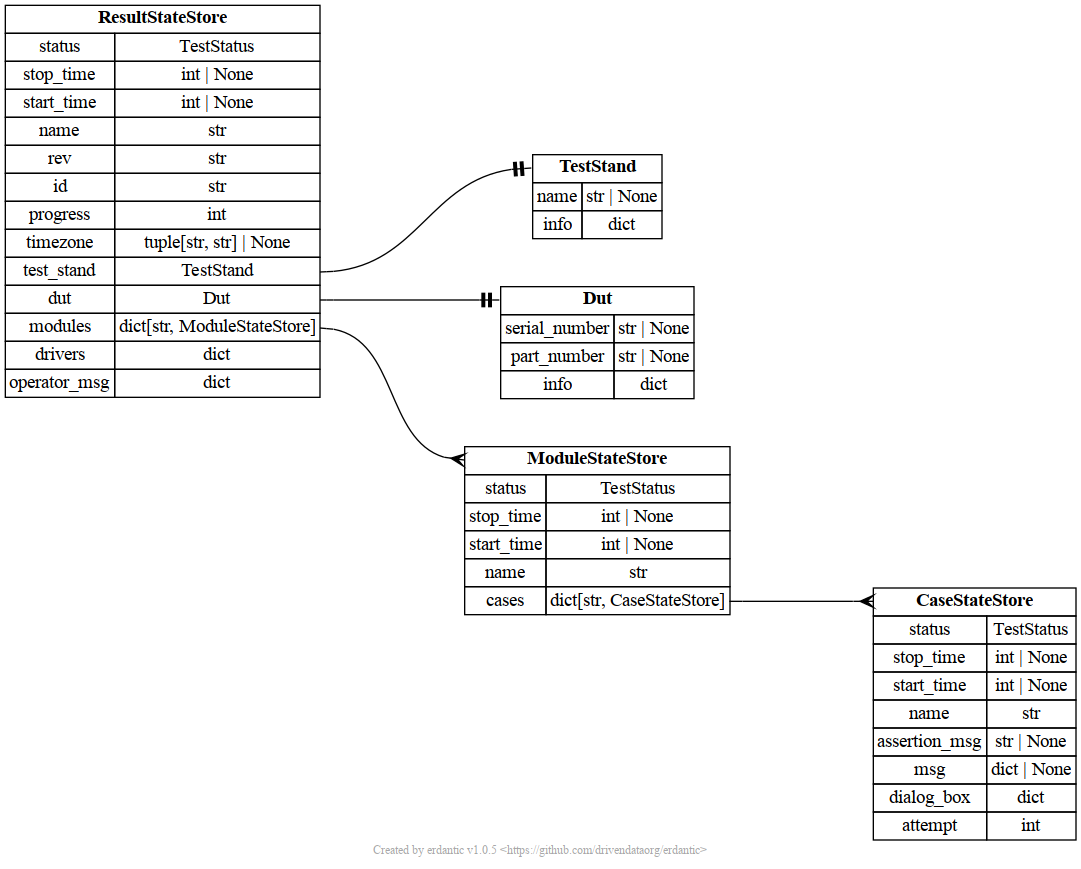 ResultStateStore
status TestStatus
stop_time int | None
start_time int | None
name str
rev str
id str
progress int
timezone tuple[str, str] | None
test_stand TestStand
dut Dut
modules dict[str, ModuleStateStore]
drivers dict
operator_msg dict
TestStand
name str | None
info dict
Dut
serial_number str | None
part_number str | None
info dict
ModuleStateStore
status TestStatus
stop_time int | None
start_time int | None
name str
cases dict[str, CaseStateStore]
CaseStateStore
status TestStatus
stop_time int | None
start_time int | None
name str
assertion_msg str | None
msg dict | None
dialog_box dict
attempt int
Created by erdantic v1.0.5 <https://github.com/drivendataorg/erdantic>